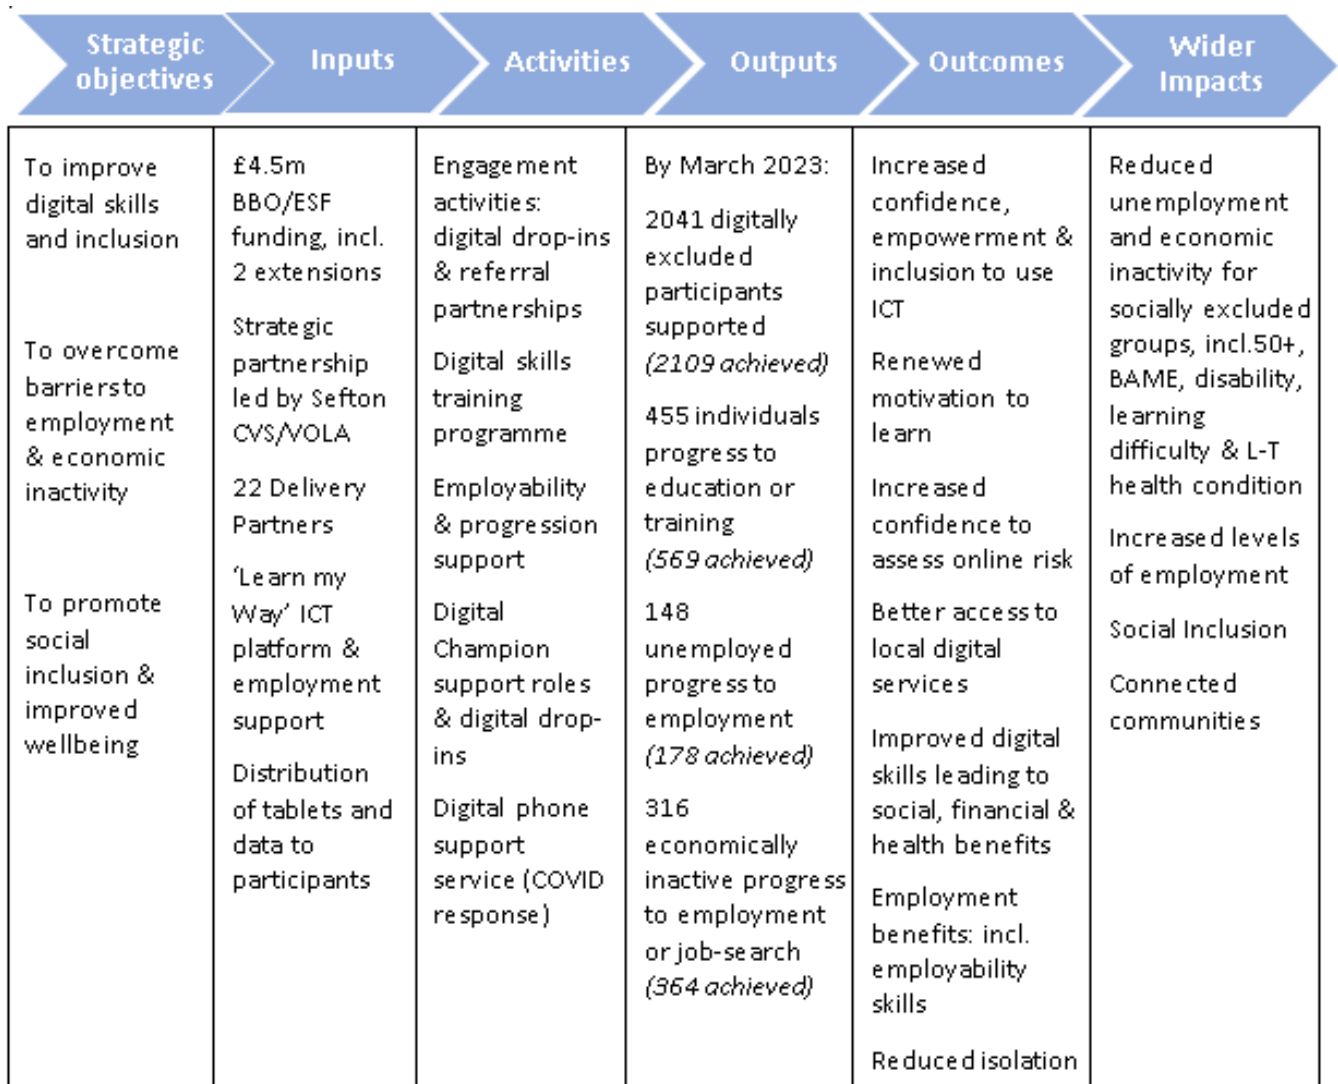 Strategic
objectives
Inputs
Activities
Outputs
Outcomes
Wider
Impacts
To improve
digital skills
and inclusion
To overcome
barriers to
employment
& economic
inactivity
To promote
social
inclusion &
improved
wellbeing
£4.5m
BBO/ESF
funding, incl.
2 extensions
Strategic
partnership
led by Sefton
CVS/VOLA
22 Delivery
Partners
‘Learn my
Way’ ICT
platform &
employment
support
Distribution
of tablets and
data to
participants
Engagement
activities:
digital drop-ins
& referral
partnerships
Digital skills
training
programme
Employability
& progression
support
Digital
Champion
support roles
& digital drop-
ins
Digital phone
support
service (COVID
response)
By March 2023:
2041 digitally
excluded
participants
supported
(2109 achieved)
455 individuals
progress to
education or
training
(569 achieved)
148
unemployed
progress to
employment
(178 achieved)
316
economically
inactive progress
to employment
or job-search
(364 achieved)
Increased
confidence,
empowerment &
inclusion to use
ICT
Renewed
motivation to
learn
Increased
confidence to
assess online risk
Better access to
local digital
services
Improved digital
skills leading to
social, financial &
health benefits
Employment
benefits: incl.
employability
skills
Reduced isolation
Reduced
unemployment
and economic
inactivity for
socially excluded
groups, incl.50+,
BAME, disability,
learning
difficulty & L-T
health condition
Increased levels
of employment
Social Inclusion
Connected
communities